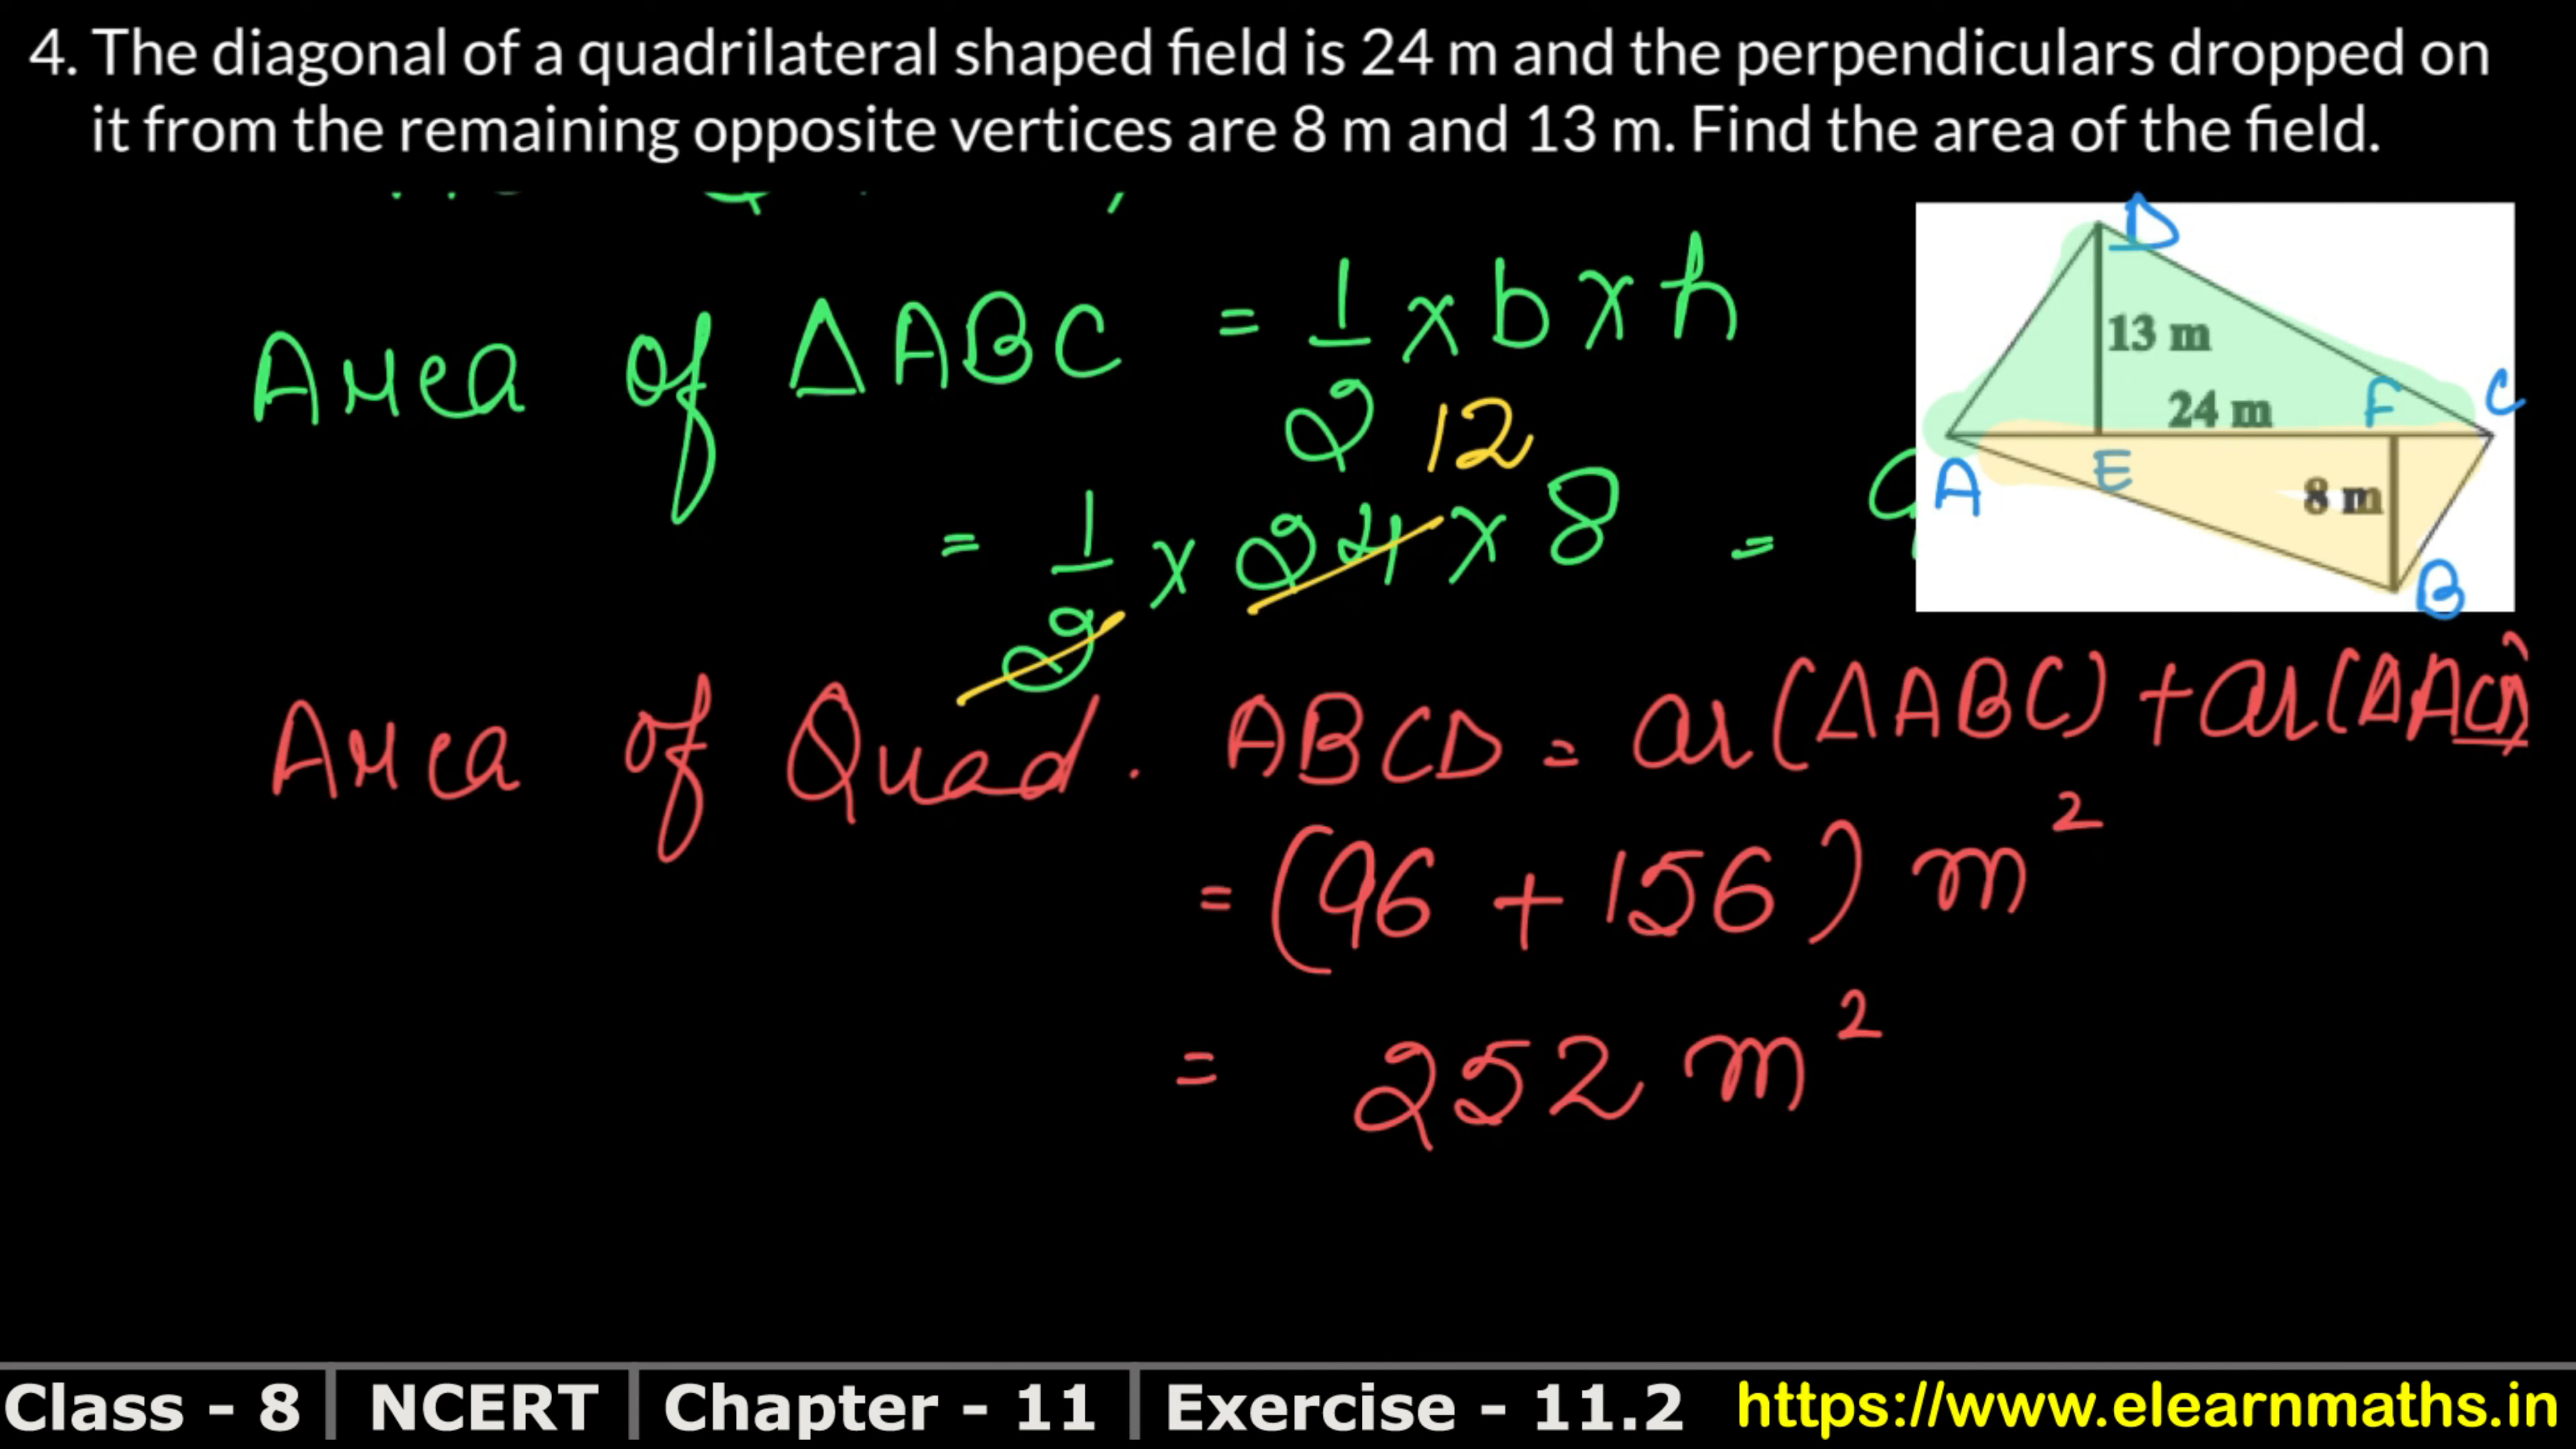 4. The diagonal of a quadrilateral shaped field is 24 m and the perpendiculars dropped on
it from the remaining opposite vertices are 8 m and 13 m. Find the area of the field.
Area of ΔABC = 1/2 × b × h
12
= 1/2 × 24 × 8 =
D
13 m
24 m
F
C
A
E
8 m
B
Area of Quad. ABCD = ar(ΔABC) + ar(ΔACD)
= (96 + 156) m²
= 252 m²
Class - 8 | NCERT | Chapter - 11 | Exercise - 11.2 https://www.elearnmaths.in